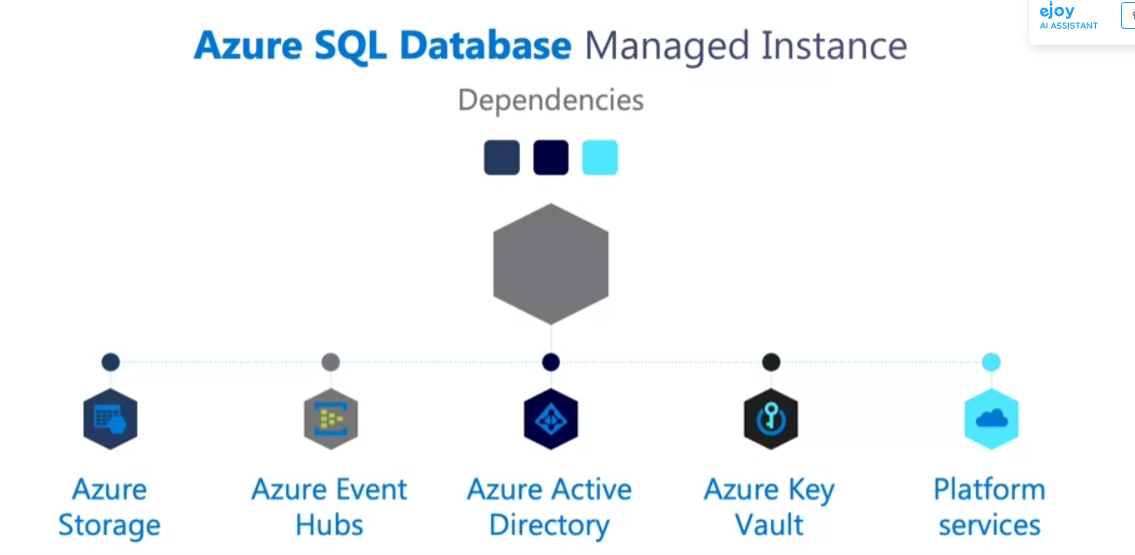 ejoy
AI ASSISTANT
Azure SQL Database Managed Instance
Dependencies
Azure Storage
Azure Event Hubs
Azure Active Directory
Azure Key Vault
Platform services